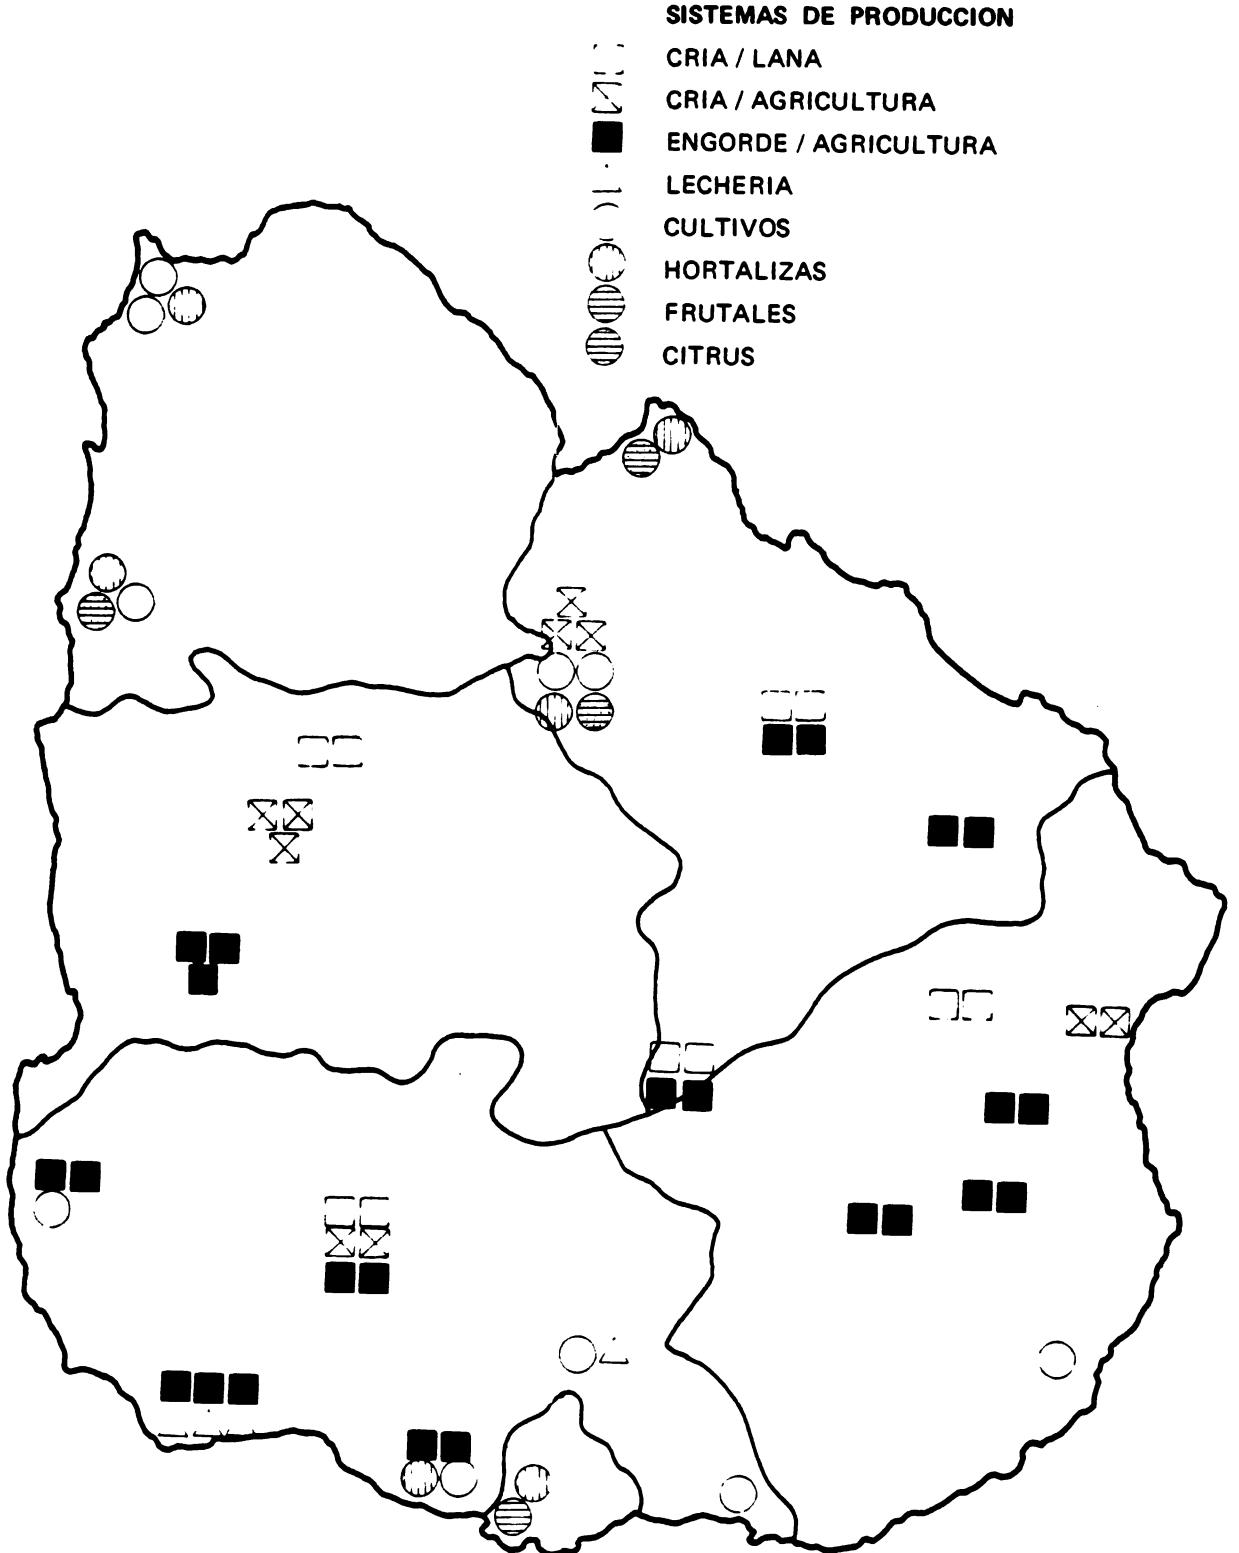 SISTEMAS DE PRODUCCION
CRIA / LANA
CRIA / AGRICULTURA
ENGORDE / AGRICULTURA
LECHERIA
CULTIVOS
HORTALIZAS
FRUTALES
CITRUS